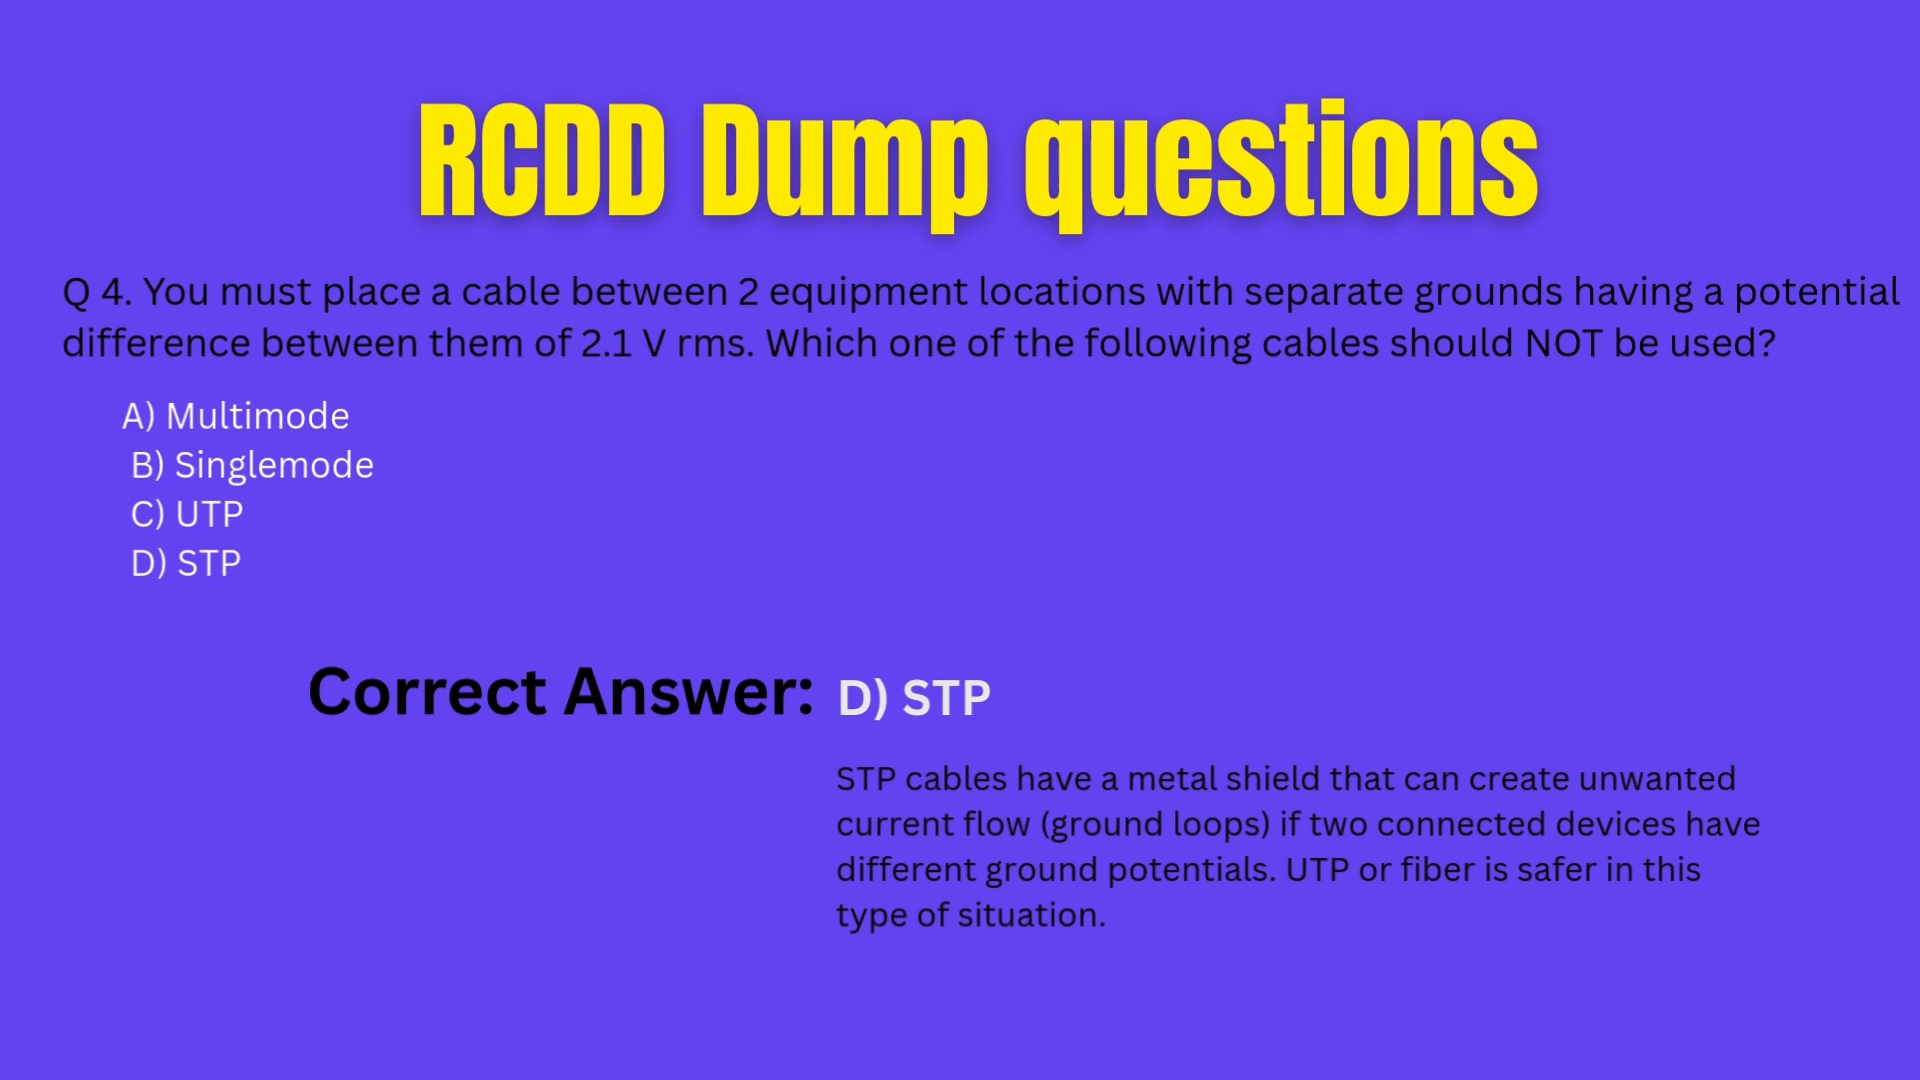 RCDD Dump questions
Q 4. You must place a cable between 2 equipment locations with separate grounds having a potential
difference between them of 2.1 V rms. Which one of the following cables should NOT be used?
A) Multimode
B) Singlemode
C) UTP
D) STP
Correct Answer: D) STP
STP cables have a metal shield that can create unwanted
current flow (ground loops) if two connected devices have
different ground potentials. UTP or fiber is safer in this
type of situation.